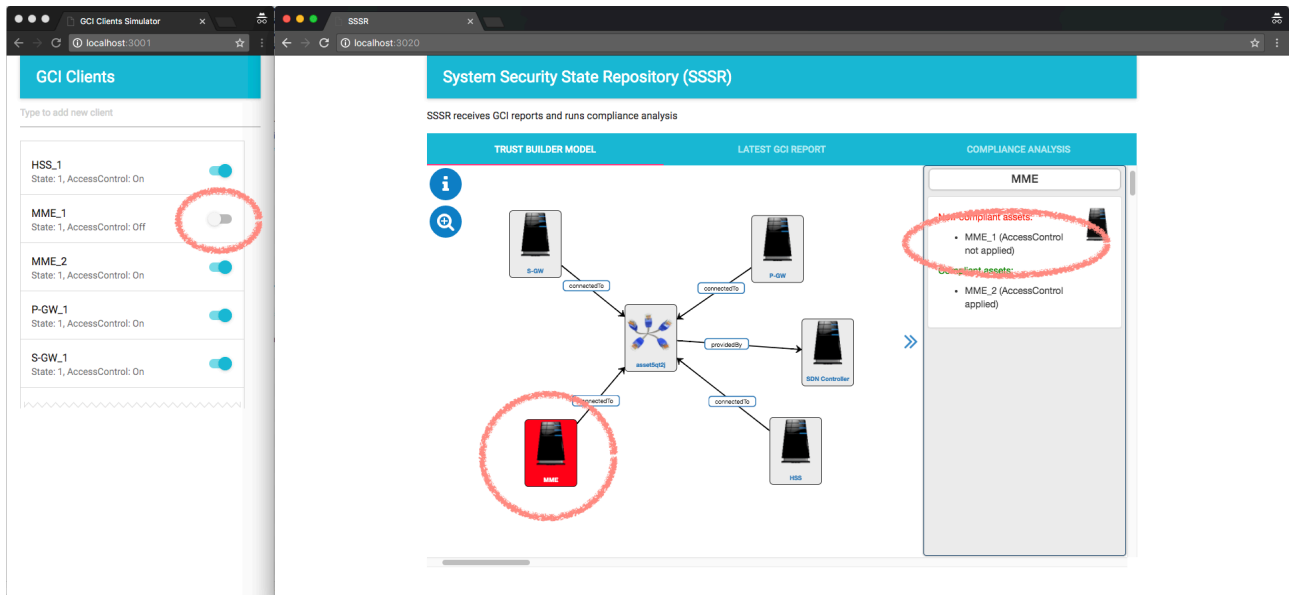 GCI Clients Simulator
localhost:3001
GCI Clients
Type to add new client
HSS_1
State: 1, AccessControl: On
MME_1
State: 1, AccessControl: Off
MME_2
State: 1, AccessControl: On
P-GW_1
State: 1, AccessControl: On
S-GW_1
State: 1, AccessControl: On
SSSR
localhost:3020
System Security State Repository (SSSR)
SSSR receives GCI reports and runs compliance analysis
TRUST BUILDER MODEL
LATEST GCI REPORT
COMPLIANCE ANALYSIS
S-GW
P-GW
connectedTo
connectedTo
asset5qt2j
providedBy
SDN Controller
connectedTo
connectedTo
MME
HSS
MME
Non compliant assets:
MME_1 (AccessControl
not applied)
Compliant assets:
MME_2 (AccessControl
applied)